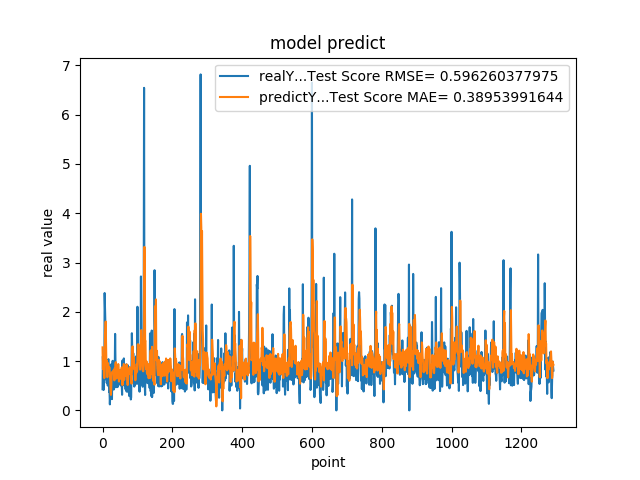 model predict
realY...Test Score RMSE= 0.596260377975
predictY...Test Score MAE= 0.38953991644
real value
7
6
5
4
3
2
1
0
0 200 400 600 800 1000 1200
point